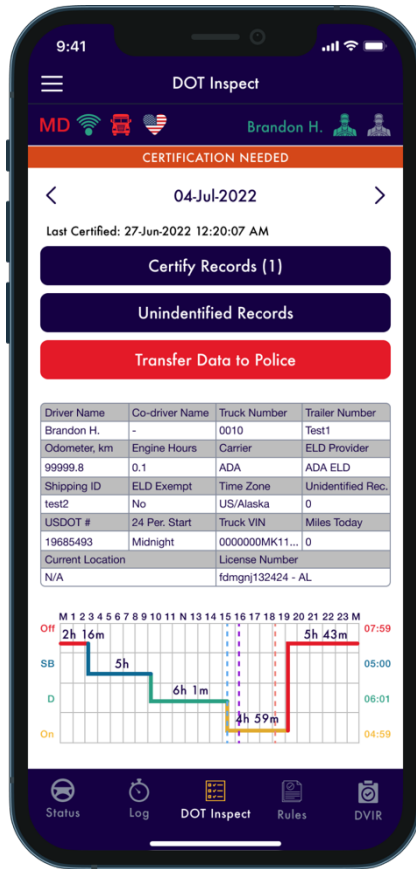 9:41
DOT Inspect
MD Brandon H.
CERTIFICATION NEEDED
04-Jul-2022
Last Certified: 27-Jun-2022 12:20:07 AM
Certify Records (1)
Unindentified Records
Transfer Data to Police
Driver Name Co-driver Name Truck Number Trailer Number
Brandon H. - 0010 Test1
Odometer, km Engine Hours Carrier ELD Provider
99999.8 0.1 ADA ADA ELD
Shipping ID ELD Exempt Time Zone Unidentified Rec.
test2 No US/Alaska 0
USDOT # 24 Per. Start Truck VIN Miles Today
19685493 Midnight 0000000MK11... 0
Current Location License Number
N/A fdmgnj132424 - AL
M 1 2 3 4 5 6 7 8 9 10 11 N 13 14 15 16 17 18 19 20 21 22 23 M
Off 2h 16m 5h 43m 07:59
SB 5h 05:00
D 6h 1m 06:01
4h 59m
On 04:59
Status Log DOT Inspect Rules DVIR